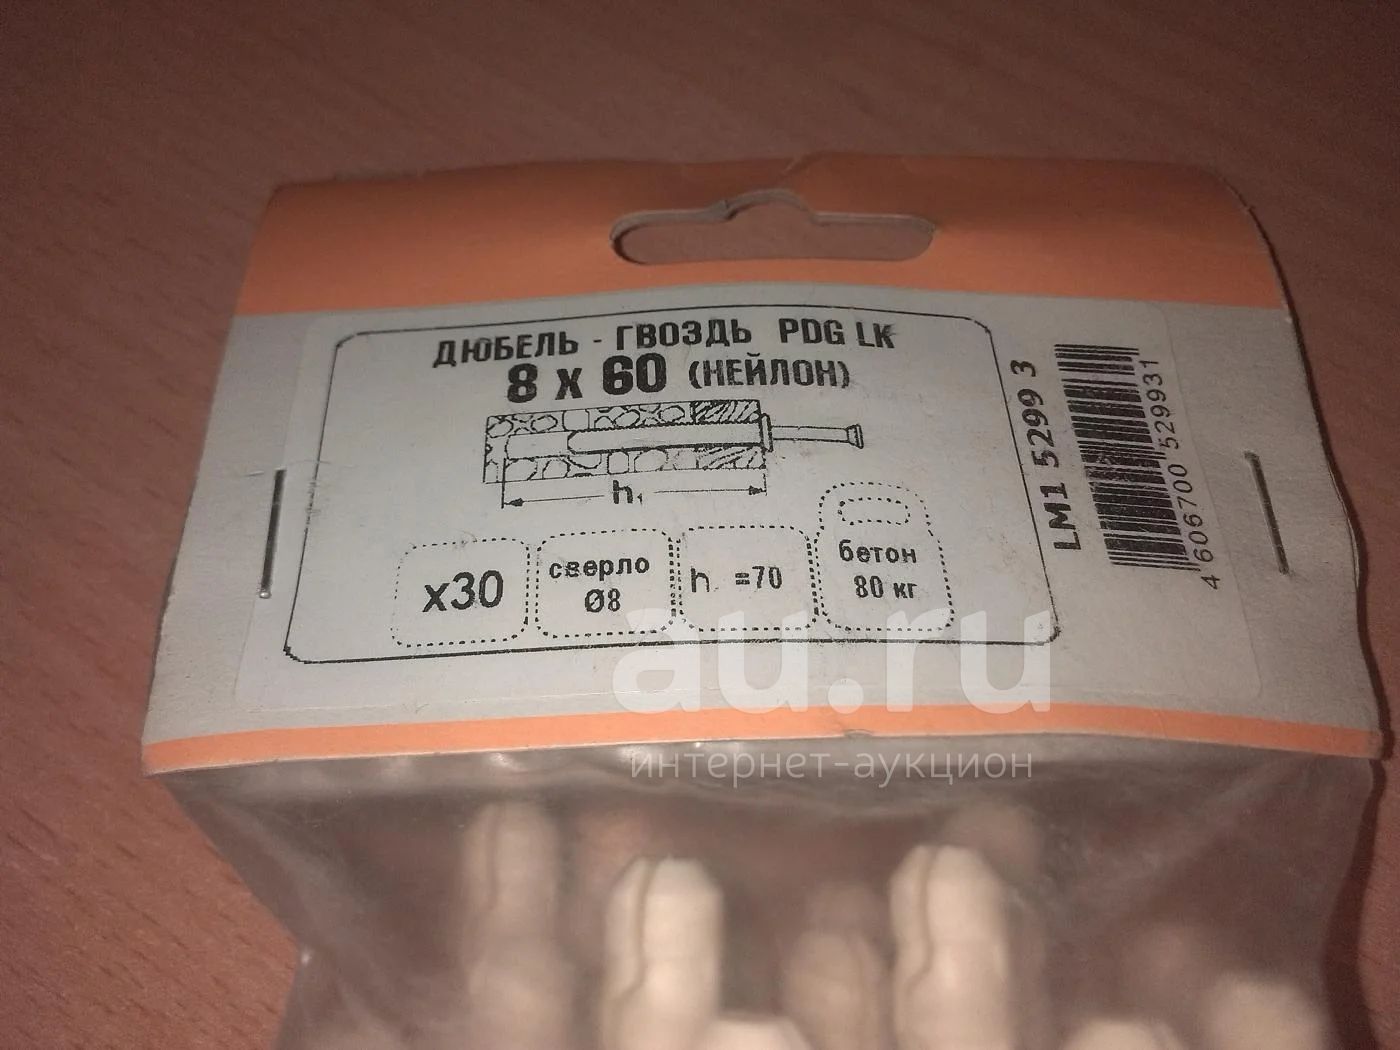 ДЮБЕЛЬ - ГВОЗДЬ PDG LK
8 x 60 (НЕЙЛОН)
h₁
x30
сверло
Ø8
h =70
бетон
80 кг
LM1 5299 3
4 606700 529931
au.ru
интернет-аукцион